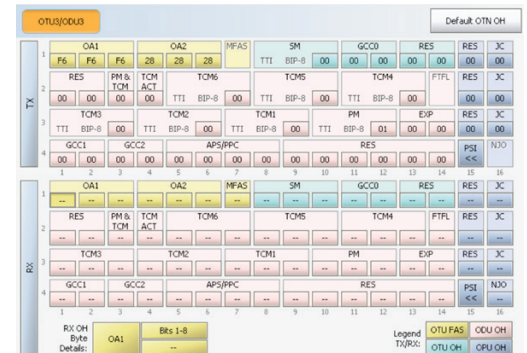 OTU3/ODU3
Default OTN OH
TX
OA1 OA2 MFAS SM GCC0 RES RES JC
1 F6 F6 F6 28 28 28 TTI BIP-8 00 00 00 00 00 00 00
RES PM & TCM TCM ACT TCM6 TCM5 TCM4 FTFL RES JC
2 00 00 00 00 TTI BIP-8 00 TTI BIP-8 00 TTI BIP-8 00 00 00
TCM3 TCM2 TCM1 PM EXP RES JC
3 TTI BIP-8 00 TTI BIP-8 00 TTI BIP-8 00 TTI BIP-8 01 00 00 00 00
GCC1 GCC2 APS/PPC RES PSI << NJO
4 00 00 00 00 00 00 00 00 00 00 00 00 00 00
1 2 3 4 5 6 7 8 9 10 11 12 13 14 15 16
RX
OA1 OA2 MFAS SM GCC0 RES RES JC
1 -- -- -- -- -- -- -- -- -- -- -- -- -- -- -- --
RES PM & TCM TCM ACT TCM6 TCM5 TCM4 FTFL RES JC
2 -- -- -- -- -- -- -- -- -- -- -- -- -- -- -- --
TCM3 TCM2 TCM1 PM EXP RES JC
3 -- -- -- -- -- -- -- -- -- -- -- -- -- -- -- --
GCC1 GCC2 APS/PPC RES PSI << NJO
4 -- -- -- -- -- -- -- -- -- -- -- -- -- -- --
1 2 3 4 5 6 7 8 9 10 11 12 13 14 15 16
RX OH Byte Details: OA1 Bits 1-8 --
Legend TX/RX: OTU FAS ODU OH
OTU OH OPU OH